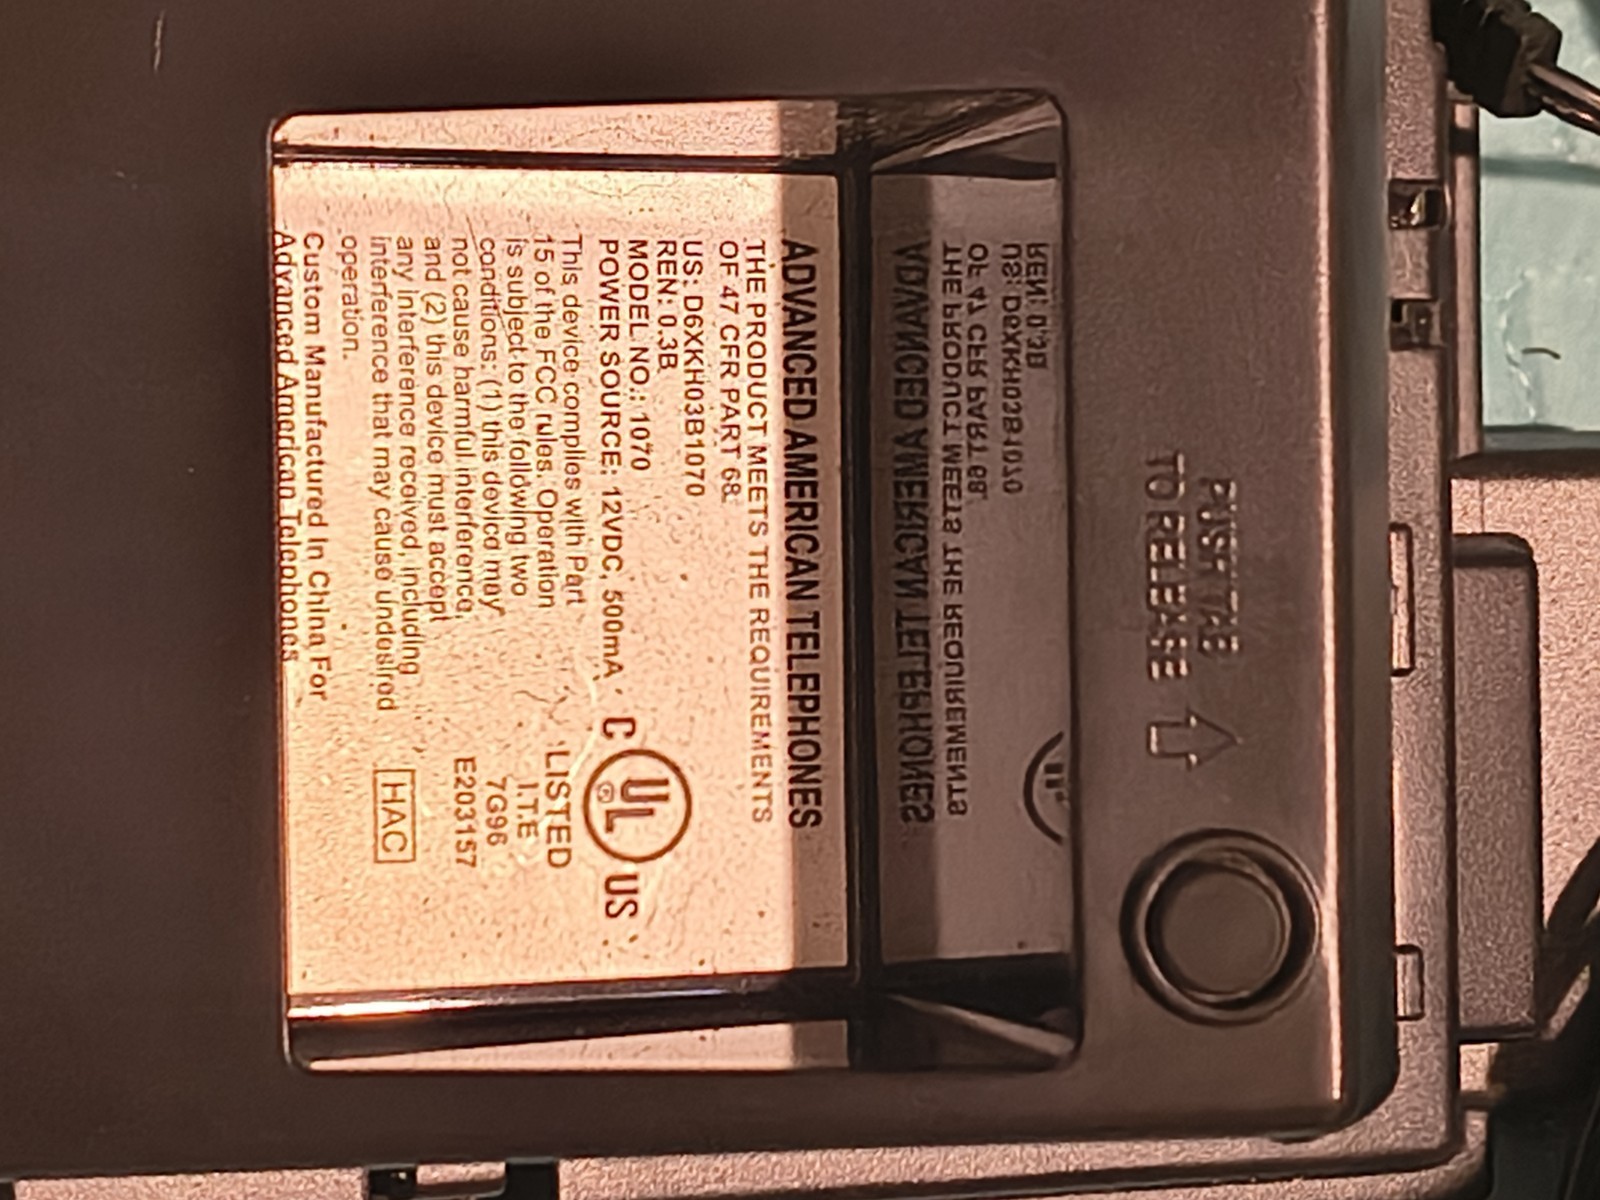 ADVANCED AMERICAN TELEPHONES
THE PRODUCT MEETS THE REQUIREMENTS
OF 47 CFR PART 68.
US: D6XKH03B1070
REN: 0.3B
MODEL NO.: 1070
POWER SOURCE: 12VDC, 500mA
This device complies with Part
15 of the FCC rules. Operation
is subject to the following two
conditions: (1) this device may
not cause harmful interference,
and (2) this device must accept
any interference received, including
interference that may cause undesired
operation.
Custom Manufactured In China For
Advanced American Telephones
C UL ® US
LISTED
I.T.E
7G96
E203157
HAC
PUSH TAB
TO RELEASE